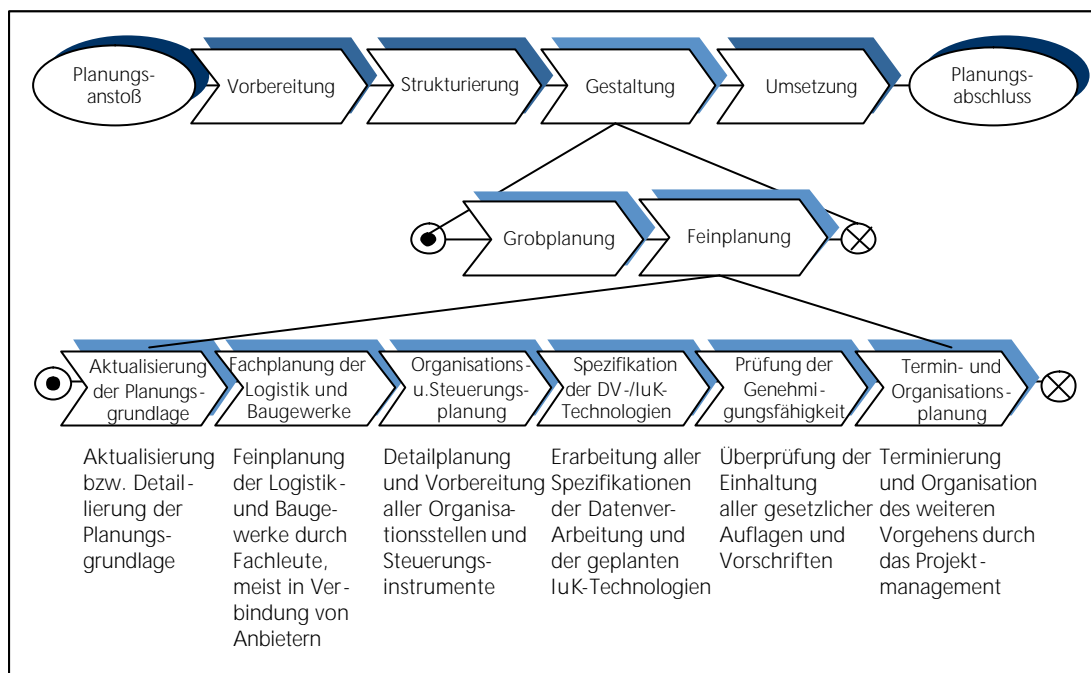 Planungs-
anstoß
Vorbereitung
Strukturierung
Gestaltung
Umsetzung
Planungs-
abschluss
Grobplanung
Feinplanung
Aktualisierung
der Planungs-
grundlage
Fachplanung der
Logistik und
Baugewerke
Organisations-
u.Steuerungs-
planung
Spezifikation
der DV-/IuK-
Technologien
Prüfung der
Genehmi-
gungsfähigkeit
Termin- und
Organisations-
planung
Aktualisierung
bzw. Detail-
lierung der
Planungs-
grundlage
Feinplanung
der Logistik-
und Bauge-
werke durch
Fachleute,
meist in Ver-
bindung von
Anbietern
Detailplanung
und Vorbereitung
aller Organisa-
tionsstellen und
Steuerungs-
instrumente
Erarbeitung aller
Spezifikationen
der Datenver-
Arbeitung und
der geplanten
IuK-Technologien
Überprüfung der
Einhaltung
aller gesetzlicher
Auflagen und
Vorschriften
Terminierung
und Organisation
des weiteren
Vorgehens durch
das Projekt-
management